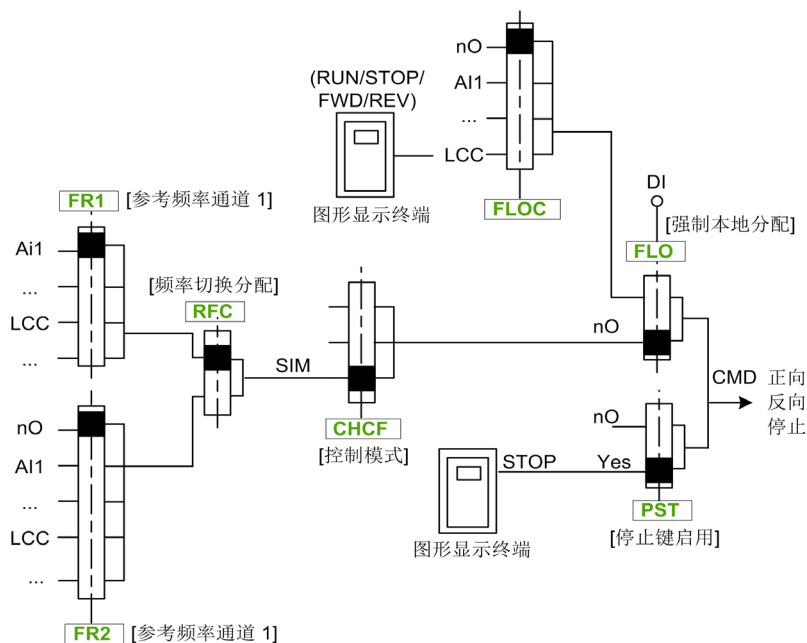 (RUN/STOP/
FWD/REV)
图形显示终端
nO
AI1
...
LCC
FLOC
DI
[强制本地分配]
FLO
nO
FR1 [参考频率通道 1]
Ai1
...
LCC
...
[频率切换分配]
RFC
SIM
CHCF
[控制模式]
nO
AI1
...
LCC
...
FR2 [参考频率通道 1]
CMD 正向
反向
停止
nO
STOP Yes
图形显示终端
PST
[停止键启用]